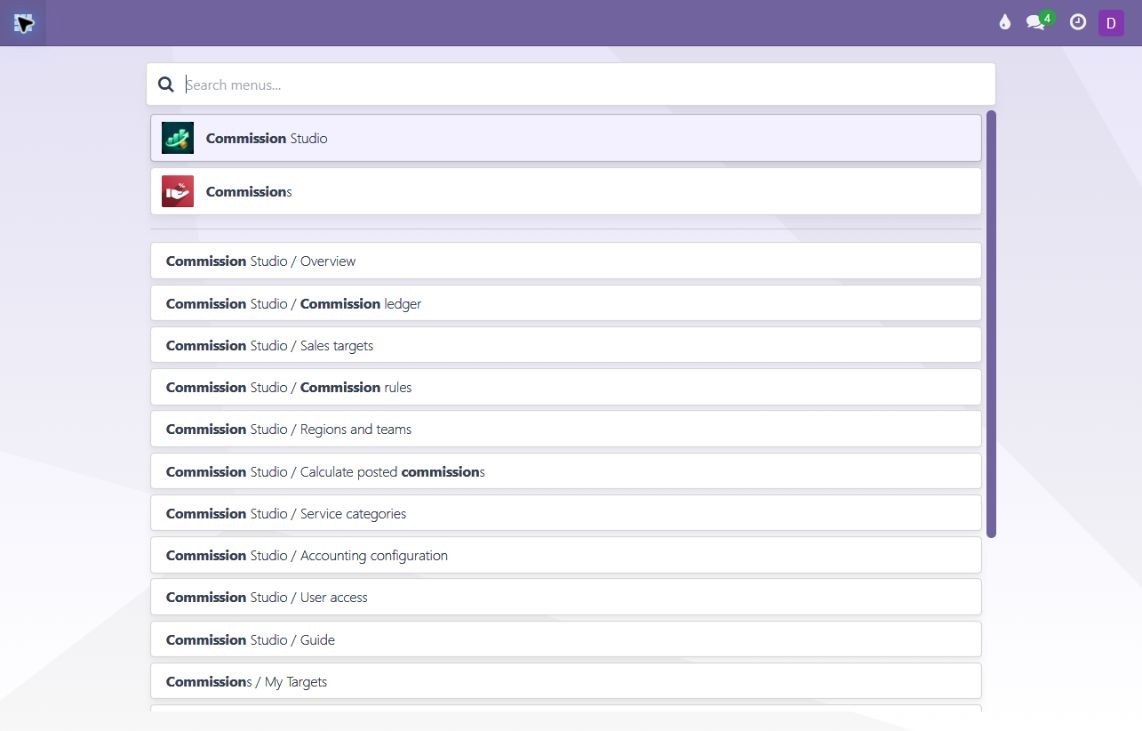 4
D
Search menus...
Commission Studio
Commissions
Commission Studio / Overview
Commission Studio / Commission ledger
Commission Studio / Sales targets
Commission Studio / Commission rules
Commission Studio / Regions and teams
Commission Studio / Calculate posted commissions
Commission Studio / Service categories
Commission Studio / Accounting configuration
Commission Studio / User access
Commission Studio / Guide
Commissions / My Targets